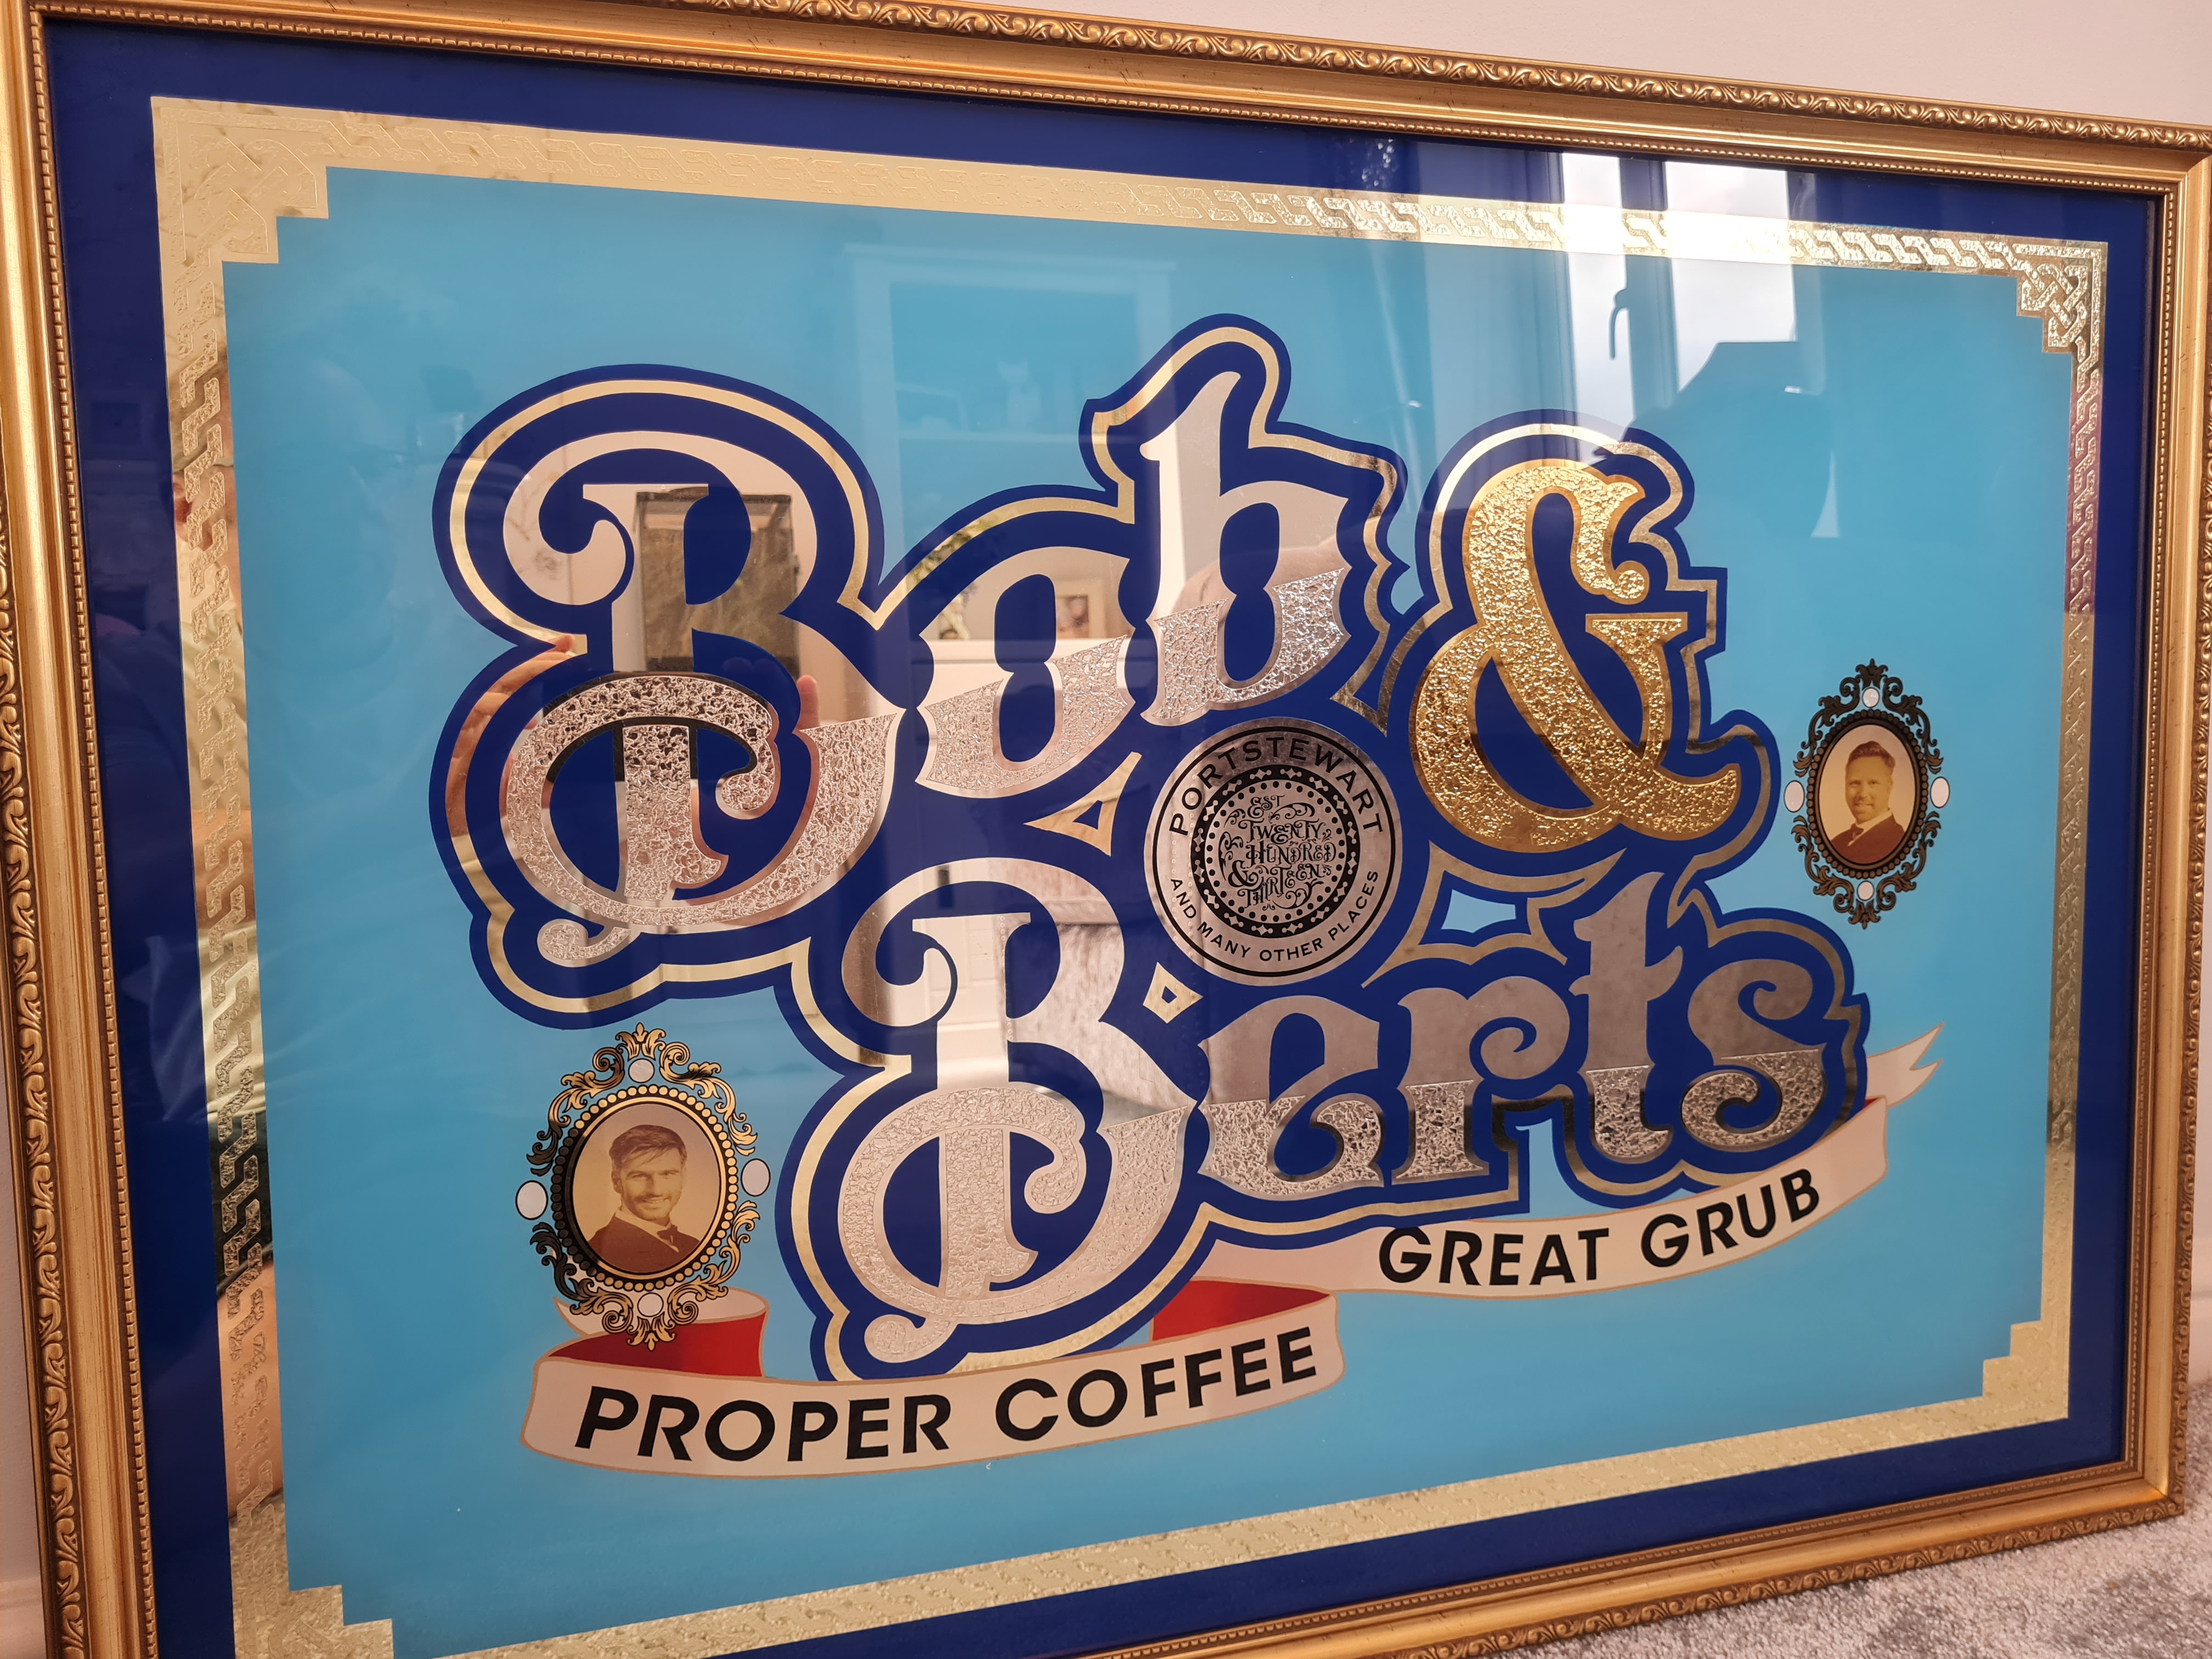 Bob &
Berts
PORTSTEWART
EST
TWENTY
HUNDRED
& THIRTEEN
AND MANY OTHER PLACES
GREAT GRUB
PROPER COFFEE